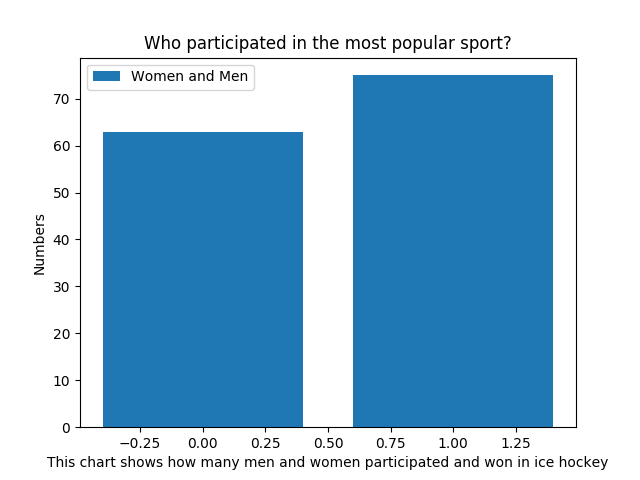 Who participated in the most popular sport?
Women and Men
70
60
50
40
30
20
10
0
Numbers
−0.25 0.00 0.25 0.50 0.75 1.00 1.25
This chart shows how many men and women participated and won in ice hockey